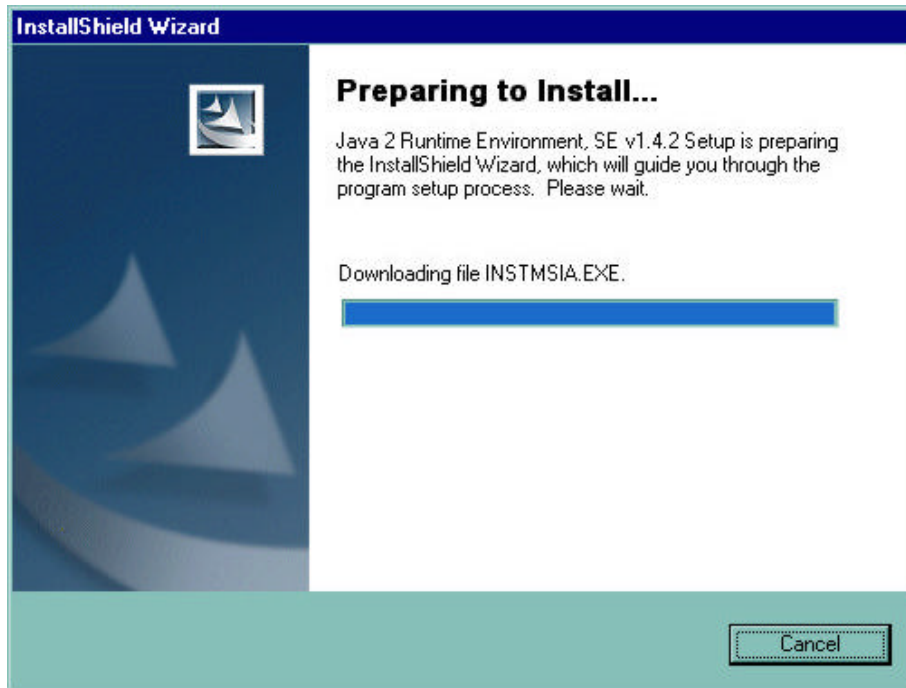 InstallShield Wizard
Preparing to Install...
Java 2 Runtime Environment, SE v1.4.2 Setup is preparing
the InstallShield Wizard, which will guide you through the
program setup process.  Please wait.
Downloading file INSTMSIA.EXE.
Cancel